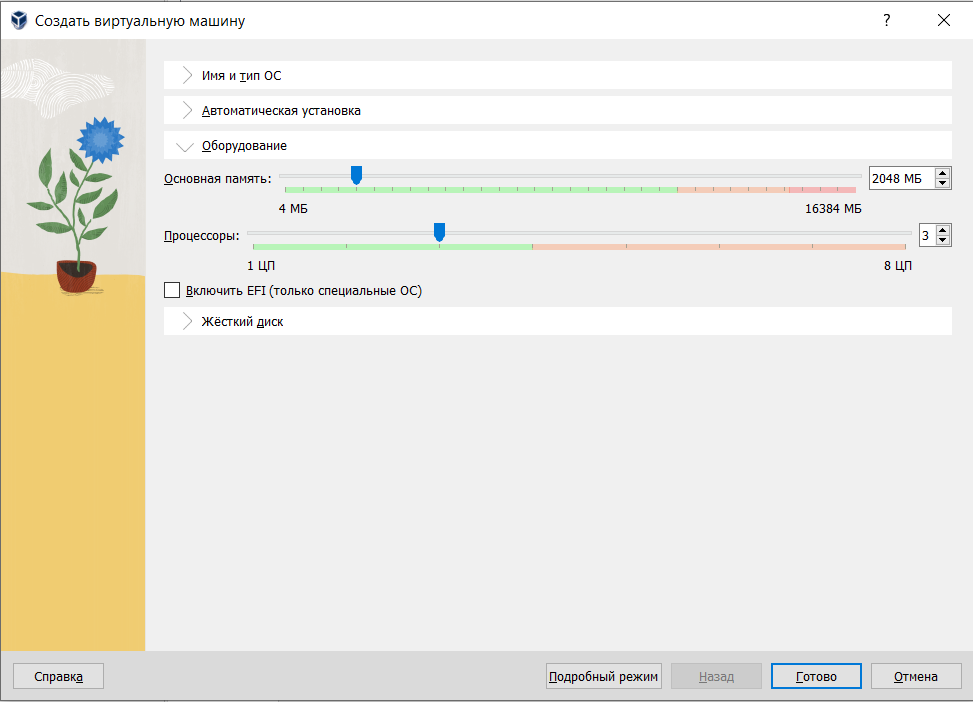 Создать виртуальную машину
?
Имя и тип ОС
Автоматическая установка
Оборудование
Основная память:
2048 МБ
4 МБ
16384 МБ
Процессоры:
3
1 ЦП
8 ЦП
Включить EFI (только специальные ОС)
Жёсткий диск
Справка
Подробный режим
Назад
Готово
Отмена